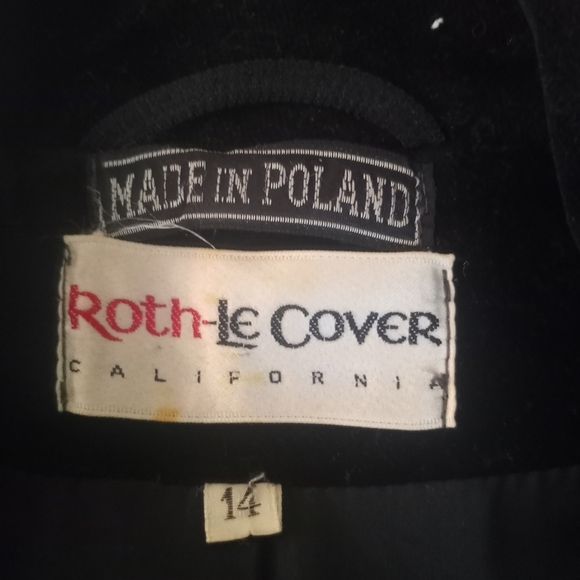 MADE IN POLAND
Roth-Le Cover
CALIFORNIA
14